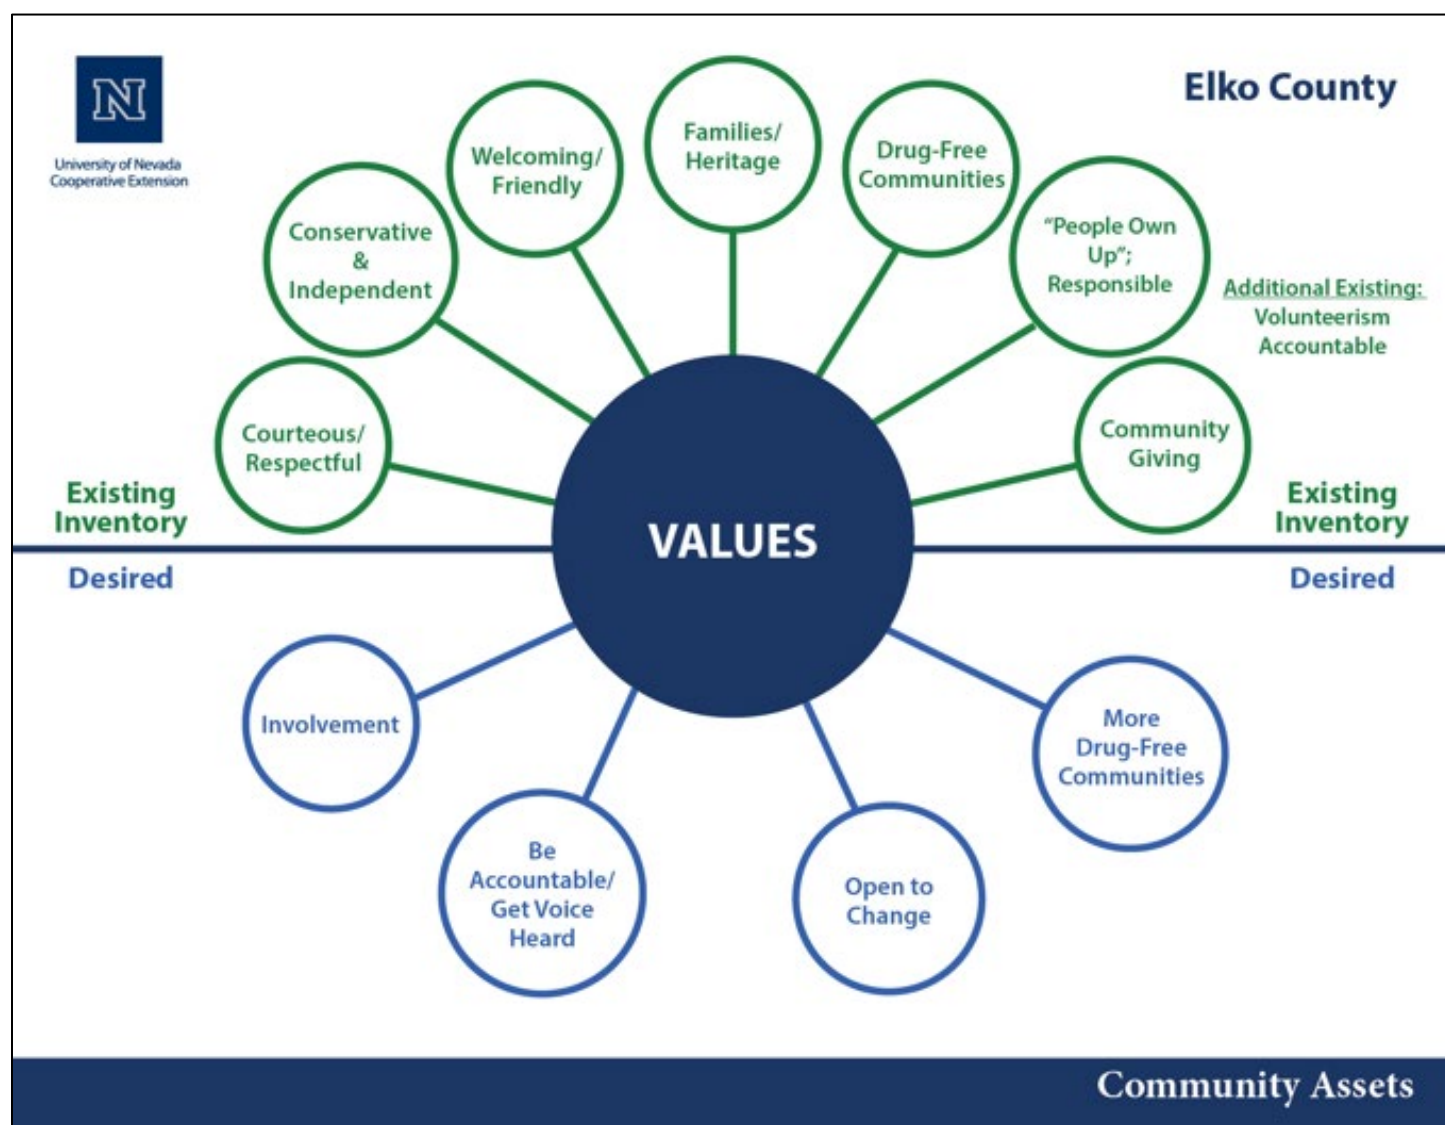 N
University of Nevada
Cooperative Extension
Elko County
Families/
Heritage
Welcoming/
Friendly
Drug-Free
Communities
Conservative
&
Independent
“People Own
Up”;
Responsible
Additional Existing:
Volunteerism
Accountable
Courteous/
Respectful
Community
Giving
Existing
Inventory
Existing
Inventory
VALUES
Desired
Desired
Involvement
More
Drug-Free
Communities
Be
Accountable/
Get Voice
Heard
Open to
Change
Community Assets